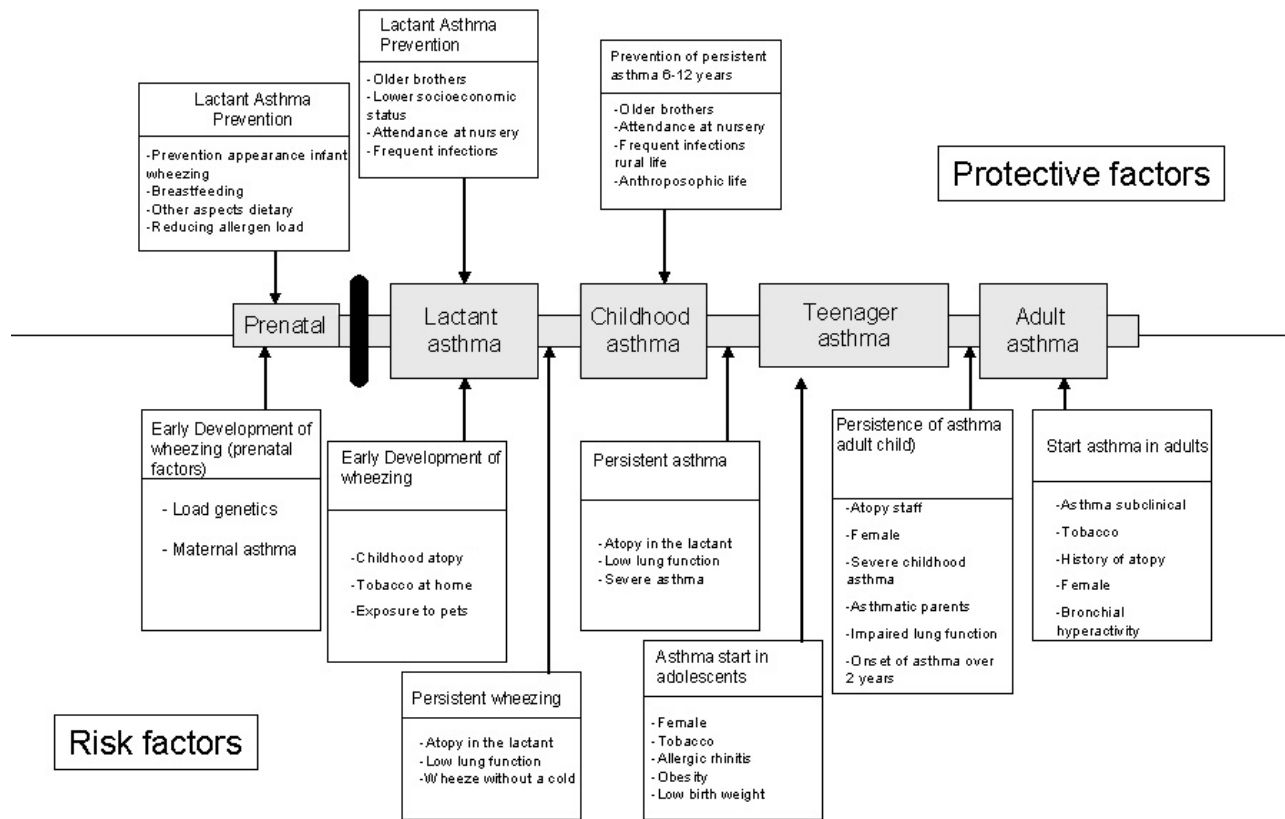 Lactant Asthma
Prevention
-Prevention appearance infant
wheezing
-Breastfeeding
-Other aspects dietary
-Reducing allergen load
Lactant Asthma
Prevention
-Older brothers
-Lower socioeconomic
status
-Attendance at nursery
-Frequent infections
Prevention of persistent
asthma 6-12 years
-Older brothers
-Attendance at nursery
-Frequent infections
rural life
-Anthroposophic life
Protective factors
Prenatal
Lactant
asthma
Childhood
asthma
Teenager
asthma
Adult
asthma
Early Development of
wheezing (prenatal
factors)
- Load genetics
- Maternal asthma
Early Development of
wheezing
-Childhood atopy
-Tobacco at home
-Exposure to pets
Persistent wheezing
-Atopy in the lactant
-Low lung function
-Wheeze without a cold
Persistent asthma
-Atopy in the lactant
-Low lung function
-Severe asthma
Asthma start in
adolescents
-Female
-Tobacco
-Allergic rhinitis
-Obesity
-Low birth weight
Persistence of asthma
adult child)
-Atopy staff
-Female
-Severe childhood
asthma
-Asthmatic parents
-Impaired lung function
-Onset of asthma over
2 years
Start asthma in adults
-Asthma subclinical
-Tobacco
-History of atopy
-Female
-Bronchial
hyperactivity
Risk factors